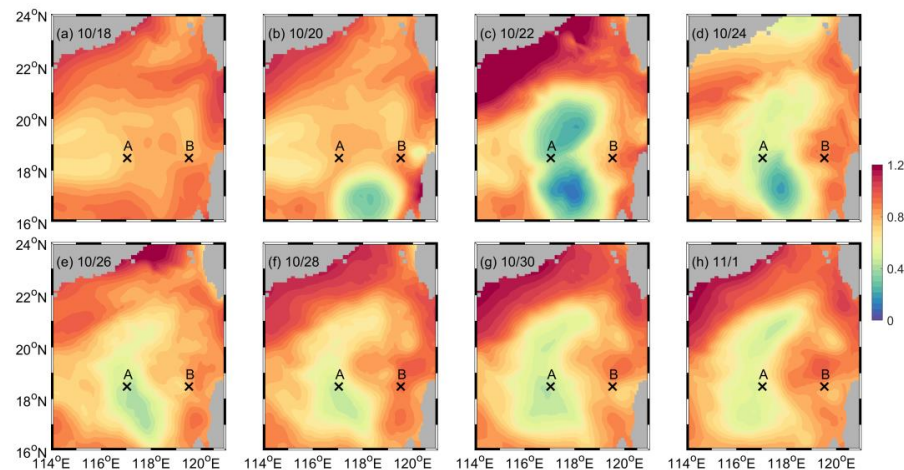 24°N
22°N
20°N
18°N
16°N
(a) 10/18
A
B
(b) 10/20
A
B
(c) 10/22
A
B
(d) 10/24
A
B
1.2
0.8
0.4
0
24°N
22°N
20°N
18°N
16°N
(e) 10/26
A
B
(f) 10/28
A
B
(g) 10/30
A
B
(h) 11/1
A
B
114°E 116°E 118°E 120°E 114°E 116°E 118°E 120°E 114°E 116°E 118°E 120°E 114°E 116°E 118°E 120°E